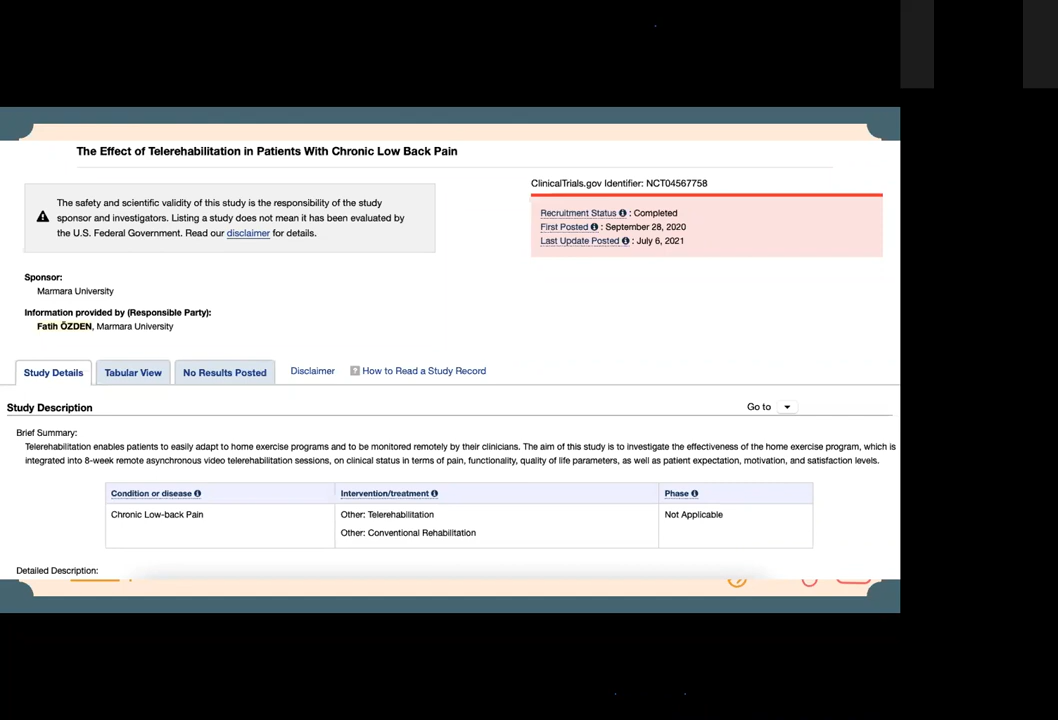 The Effect of Telerehabilitation in Patients With Chronic Low Back Pain
The safety and scientific validity of this study is the responsibility of the study
sponsor and investigators. Listing a study does not mean it has been evaluated by
the U.S. Federal Government. Read our disclaimer for details.
ClinicalTrials.gov Identifier: NCT04567758
Recruitment Status : Completed
First Posted : September 28, 2020
Last Update Posted : July 6, 2021
Sponsor:
Marmara University
Information provided by (Responsible Party):
Fatih ÖZDEN, Marmara University
Study Details Tabular View No Results Posted Disclaimer ? How to Read a Study Record
Study Description Go to
Brief Summary:
Telerehabilitation enables patients to easily adapt to home exercise programs and to be monitored remotely by their clinicians. The aim of this study is to investigate the effectiveness of the home exercise program, which is
integrated into 8-week remote asynchronous video telerehabilitation sessions, on clinical status in terms of pain, functionality, quality of life parameters, as well as patient expectation, motivation, and satisfaction levels.
Condition or disease Intervention/treatment Phase
Chronic Low-back Pain Other: Telerehabilitation Not Applicable
Other: Conventional Rehabilitation
Detailed Description: